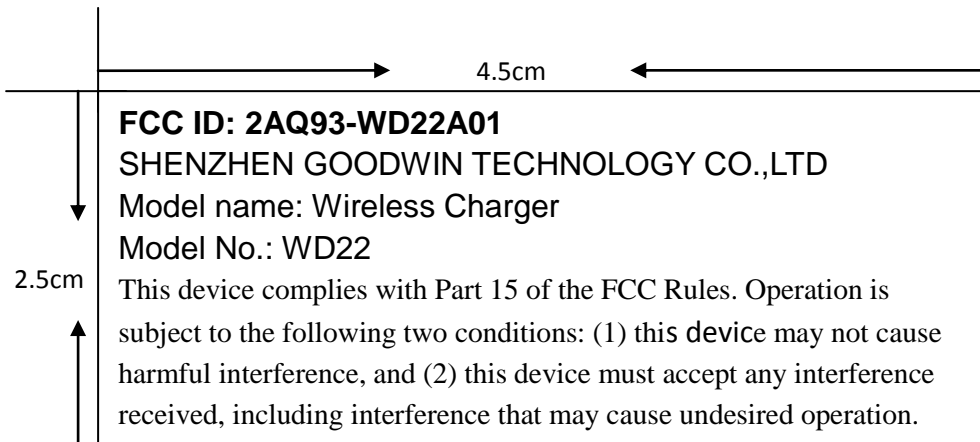 4.5cm
FCC ID: 2AQ93-WD22A01
SHENZHEN GOODWIN TECHNOLOGY CO.,LTD
Model name: Wireless Charger
Model No.: WD22
2.5cm
This device complies with Part 15 of the FCC Rules. Operation is
subject to the following two conditions: (1) this device may not cause
harmful interference, and (2) this device must accept any interference
received, including interference that may cause undesired operation.